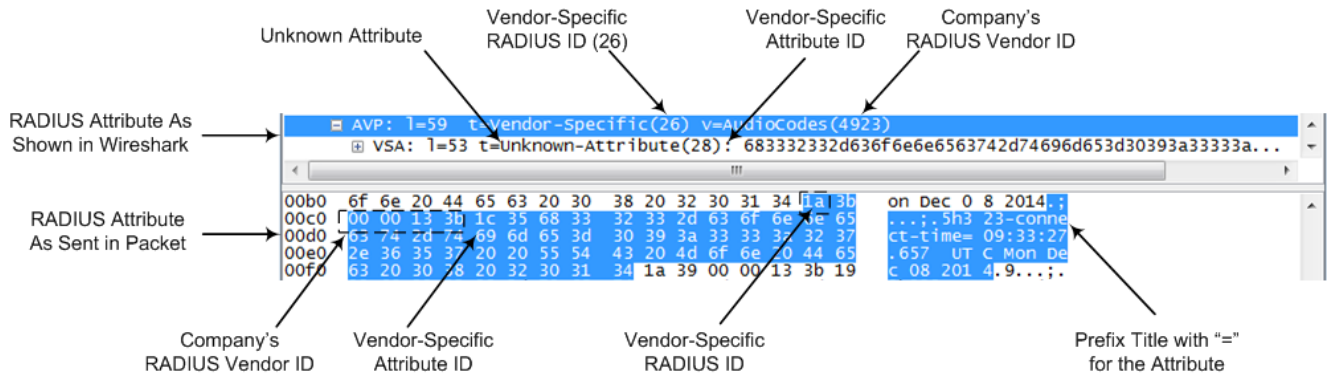 Unknown Attribute
Vendor-Specific
RADIUS ID (26)
Vendor-Specific
Attribute ID
Company's
RADIUS Vendor ID
RADIUS Attribute As
Shown in Wireshark
AVP: l=59 t=Vendor-Specific(26) v=AudioCodes(4923)
VSA: l=53 t=Unknown-Attribute(28): 683332332d636f6e6e6563742d74696d653d30393a33333a...
RADIUS Attribute
As Sent in Packet
00b0 6f 6e 20 44 65 63 20 30 38 20 32 30 31 34 1a 3b on Dec 0 8 2014.;
00c0 00 00 13 3b 1c 35 68 33 32 33 2d 63 6f 6e 6e 65 ...;.5h3 23-conne
00d0 63 74 2d 74 69 6d 65 3d 30 39 3a 33 33 3a 32 37 ct-time= 09:33:27
00e0 2e 36 35 37 20 20 55 54 43 20 4d 6f 6e 20 44 65 .657 UT C Mon De
00f0 63 20 30 38 20 32 30 31 34 1a 39 00 00 13 3b 19 c 08 201 4.9...;.
Company's
RADIUS Vendor ID
Vendor-Specific
Attribute ID
Vendor-Specific
RADIUS ID
Prefix Title with "="
for the Attribute